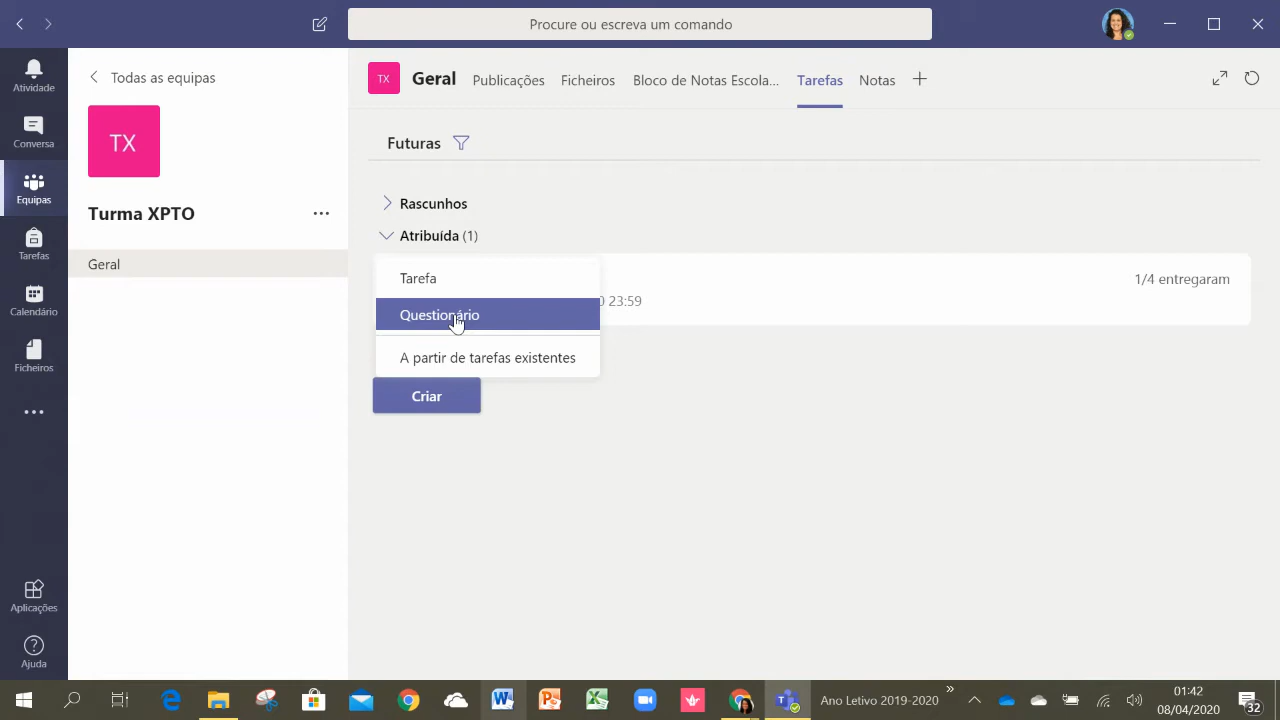 Procure ou escreva um comando
Atividade
Conversa
Equipas
Tarefas
Calendário
Ficheiros
Aplicações
Ajuda
Todas as equipas
TX
Turma XPTO
Geral
TX
Geral
Publicações
Ficheiros
Bloco de Notas Escola...
Tarefas
Notas
Futuras
Rascunhos
Atribuída (1)
1/4 entregaram
23:59
Tarefa
Questionário
A partir de tarefas existentes
Criar
Ano Letivo 2019-2020
01:42
08/04/2020
32